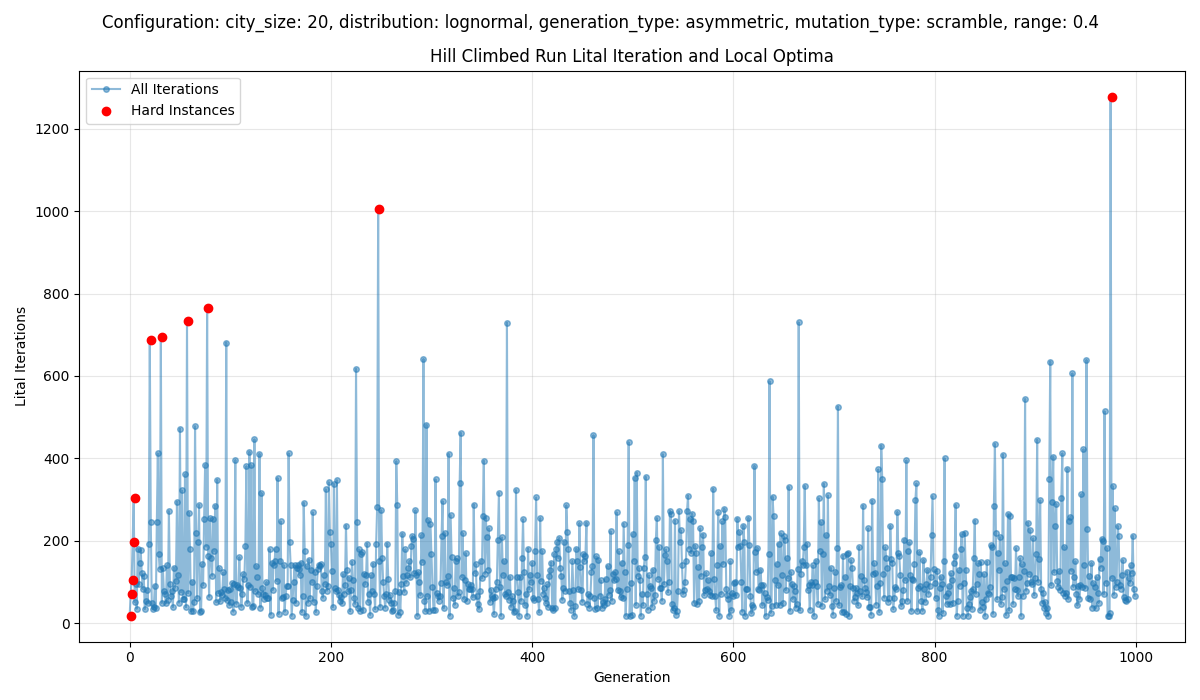 Configuration: city_size: 20, distribution: lognormal, generation_type: asymmetric, mutation_type: scramble, range: 0.4
Hill Climbed Run Lital Iteration and Local Optima
All Iterations
Hard Instances
Lital Iterations
1200
1000
800
600
400
200
0
0 200 400 600 800 1000
Generation